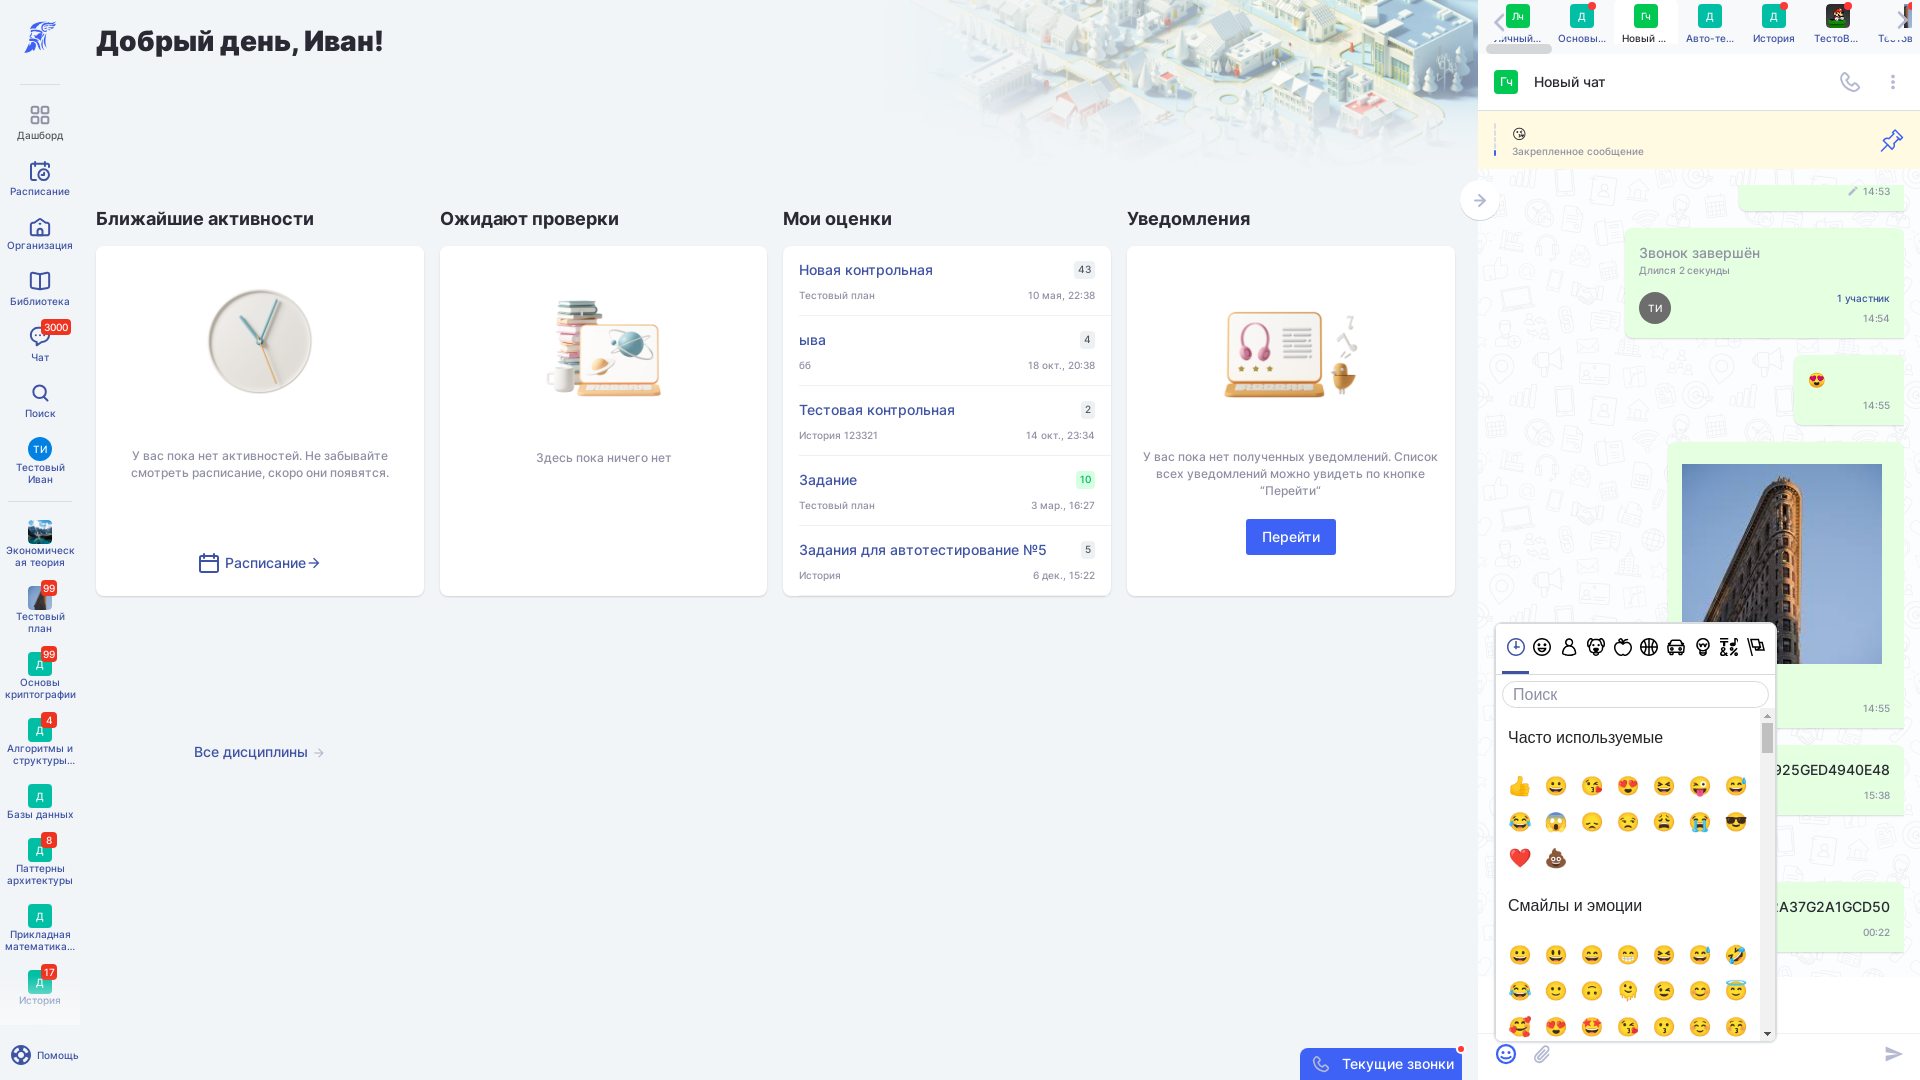 Дашборд
Расписание
Организация
Библиотека
3000
Чат
Поиск
ТИ
Тестовый
Иван
Экономическ
ая теория
99
Тестовый
план
99
Д
Основы
криптографии
4
Д
Алгоритмы и
структуры...
Д
Базы данных
8
Д
Паттерны
архитектуры
Д
Прикладная
математика...
17
Д
История
Помощь
Добрый день, Иван!
Ближайшие активности
У вас пока нет активностей. Не забывайте
смотреть расписание, скоро они появятся.
Расписание
Ожидают проверки
Здесь пока ничего нет
Мои оценки
Новая контрольная 43
Тестовый план 10 мая, 22:38
ыва 4
66 18 окт., 20:38
Тестовая контрольная 2
История 123321 14 окт., 23:34
Задание 10
Тестовый план 3 мар., 16:27
Задания для автотестирование №5 5
История 6 дек., 15:22
Уведомления
У вас пока нет полученных уведомлений. Список
всех уведомлений можно увидеть по кнопке
“Перейти”
Перейти
Все дисциплины
Текущие звонки
Лч Д Гч Д Д
Личный... Основы... Новый ... Авто-те... История ТестоВ...
Гч Новый чат
Закрепленное сообщение
14:53
Звонок завершён
Длился 2 секунды
ТИ
1 участник
14:54
14:55
14:55
925GED4940E48
15:38
A37G2A1GCD50
00:22
Поиск
Часто используемые
Смайлы и эмоции